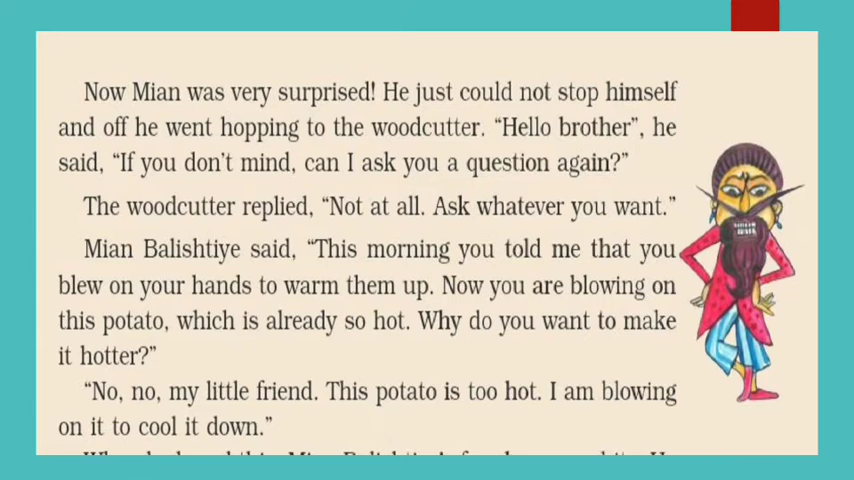 Now Mian was very surprised! He just could not stop himself
and off he went hopping to the woodcutter. “Hello brother”, he
said, “If you don’t mind, can I ask you a question again?”
The woodcutter replied, “Not at all. Ask whatever you want.”
Mian Balishtiye said, “This morning you told me that you
blew on your hands to warm them up. Now you are blowing on
this potato, which is already so hot. Why do you want to make
it hotter?”
“No, no, my little friend. This potato is too hot. I am blowing
on it to cool it down.”